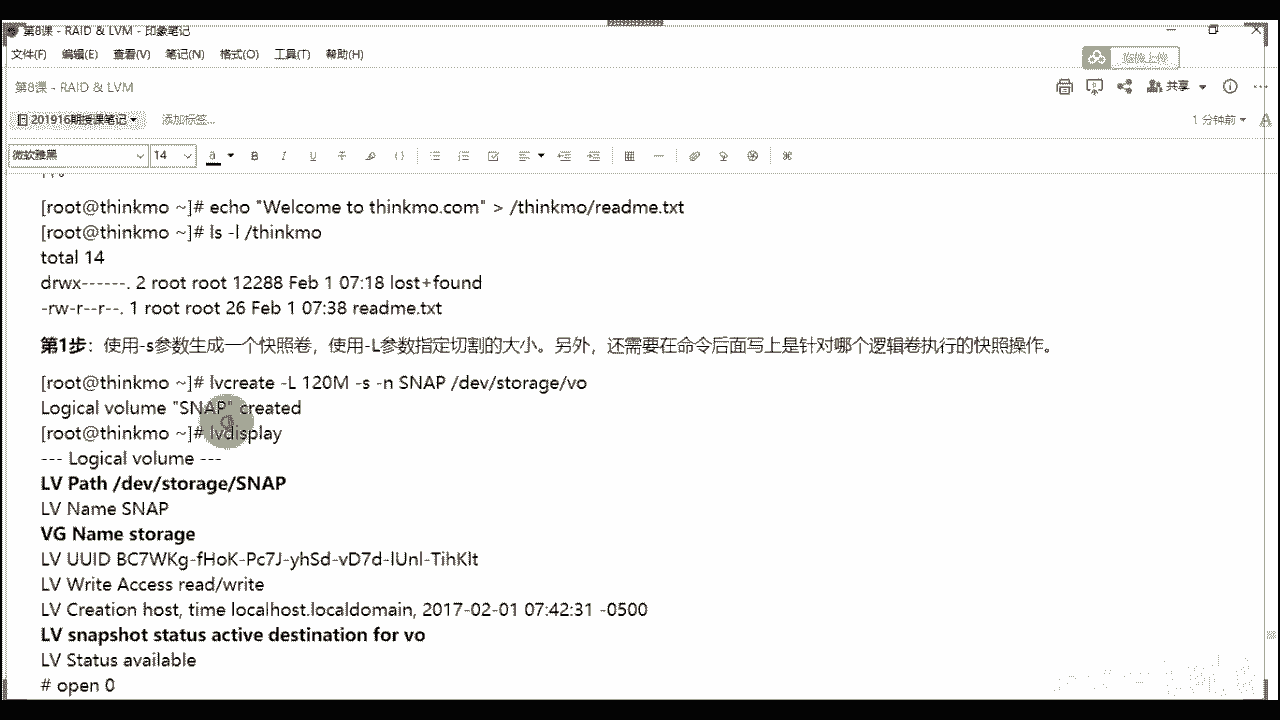 第8课 - RAID & LVM - 印象笔记
文件(F) 编辑(E) 查看(V) 笔记(N) 格式(O) 工具(T) 帮助(H)
拖拽上传
第8课 - RAID & LVM
共享
201916期授课笔记
添加标签...
1 分钟前
微软雅黑 14
[root@thinkmo ~]# echo "Welcome to thinkmo.com" > /thinkmo/readme.txt
[root@thinkmo ~]# ls -l /thinkmo
total 14
drwx------. 2 root root 12288 Feb 1 07:18 lost+found
-rw-r--r--. 1 root root 26 Feb 1 07:38 readme.txt
第1步：使用-s参数生成一个快照卷，使用-L参数指定切割的大小。另外，还需要在命令后面写上是针对哪个逻辑卷执行的快照操作。
[root@thinkmo ~]# lvcreate -L 120M -s -n SNAP /dev/storage/vo
Logical volume "SNAP" created
[root@thinkmo ~]# lvdisplay
--- Logical volume ---
LV Path /dev/storage/SNAP
LV Name SNAP
VG Name storage
LV UUID BC7WKg-fHoK-Pc7J-yhSd-vD7d-lUnl-TihKlt
LV Write Access read/write
LV Creation host, time localhost.localdomain, 2017-02-01 07:42:31 -0500
LV snapshot status active destination for vo
LV Status available
# open 0